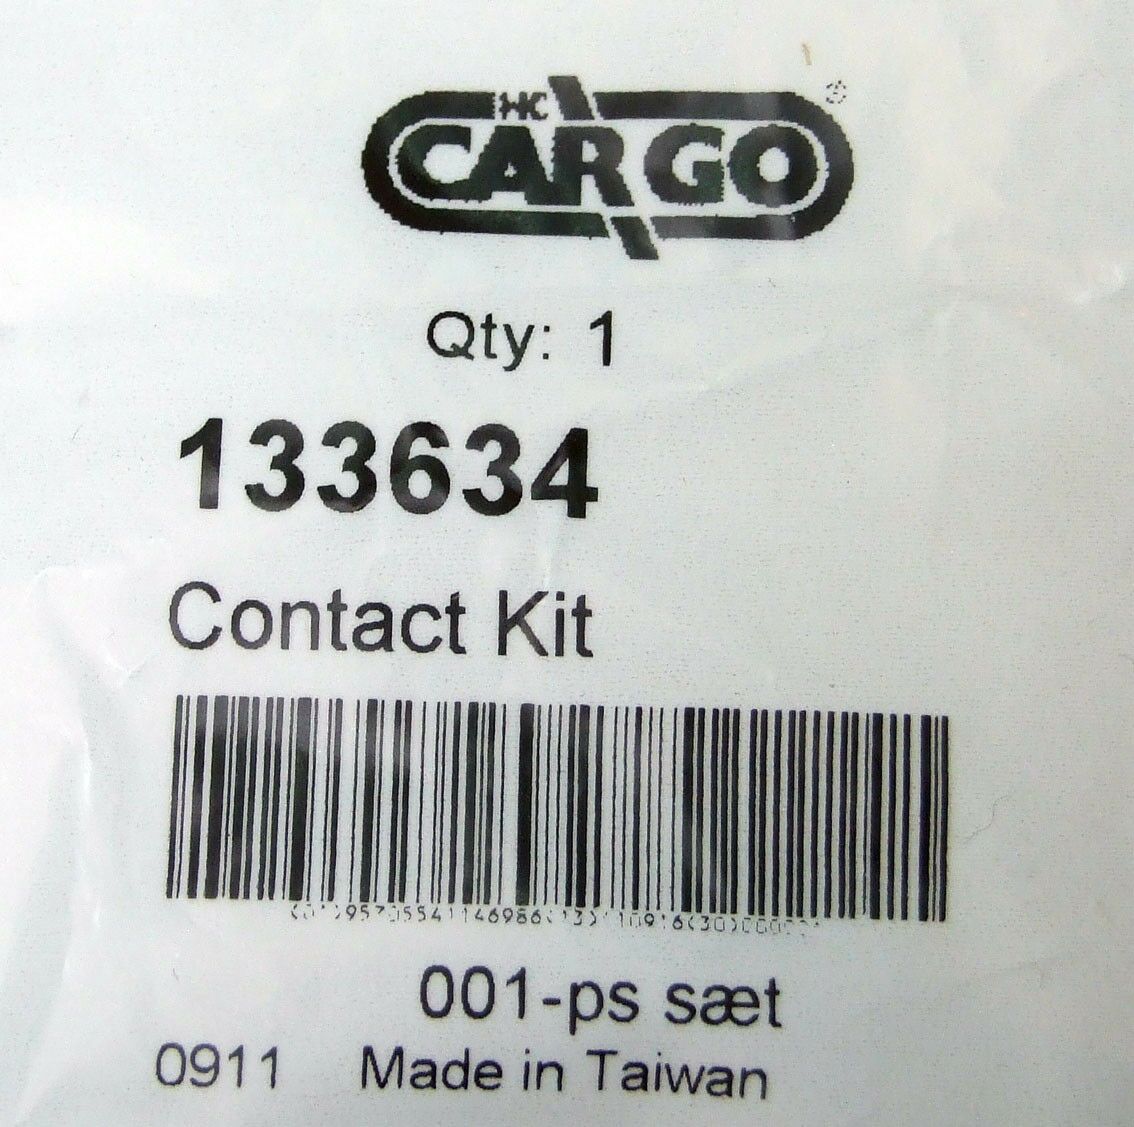 HC
CARGO
Qty: 1
133634
Contact Kit
001-ps sæt
0911 Made in Taiwan